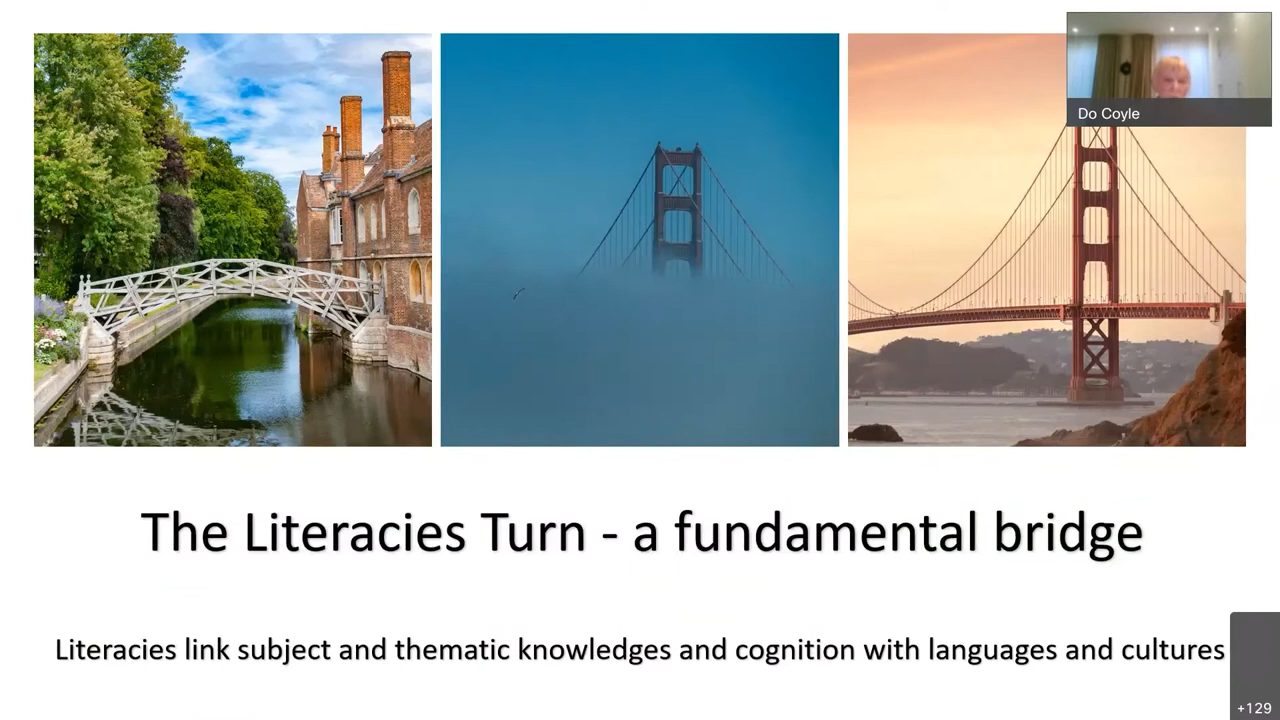 Do Coyle
The Literacies Turn - a fundamental bridge
Literacies link subject and thematic knowledges and cognition with languages and cultures
+129